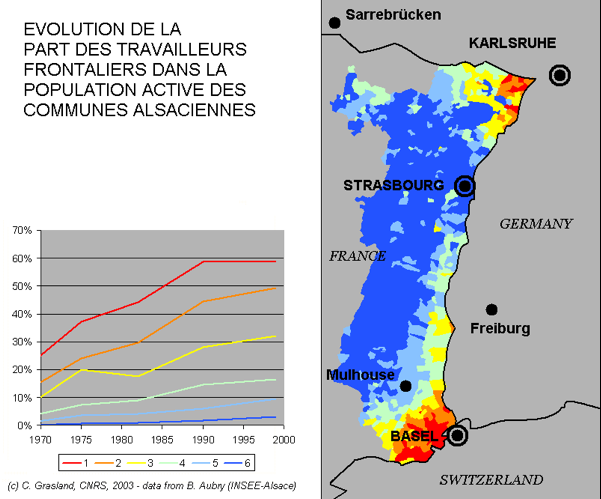 EVOLUTION DE LA
PART DES TRAVAILLEURS
FRONTALIERS DANS LA
POPULATION ACTIVE DES
COMMUNES ALSACIENNES
Sarrebrücken
KARLSRUHE
STRASBOURG
GERMANY
FRANCE
Freiburg
Mulhouse
BASEL
SWITZERLAND
70%
60%
50%
40%
30%
20%
10%
0%
1970 1975 1980 1985 1990 1995 2000
1 2 3 4 5 6
(c) C. Grasland, CNRS, 2003 - data from B. Aubry (INSEE-Alsace)